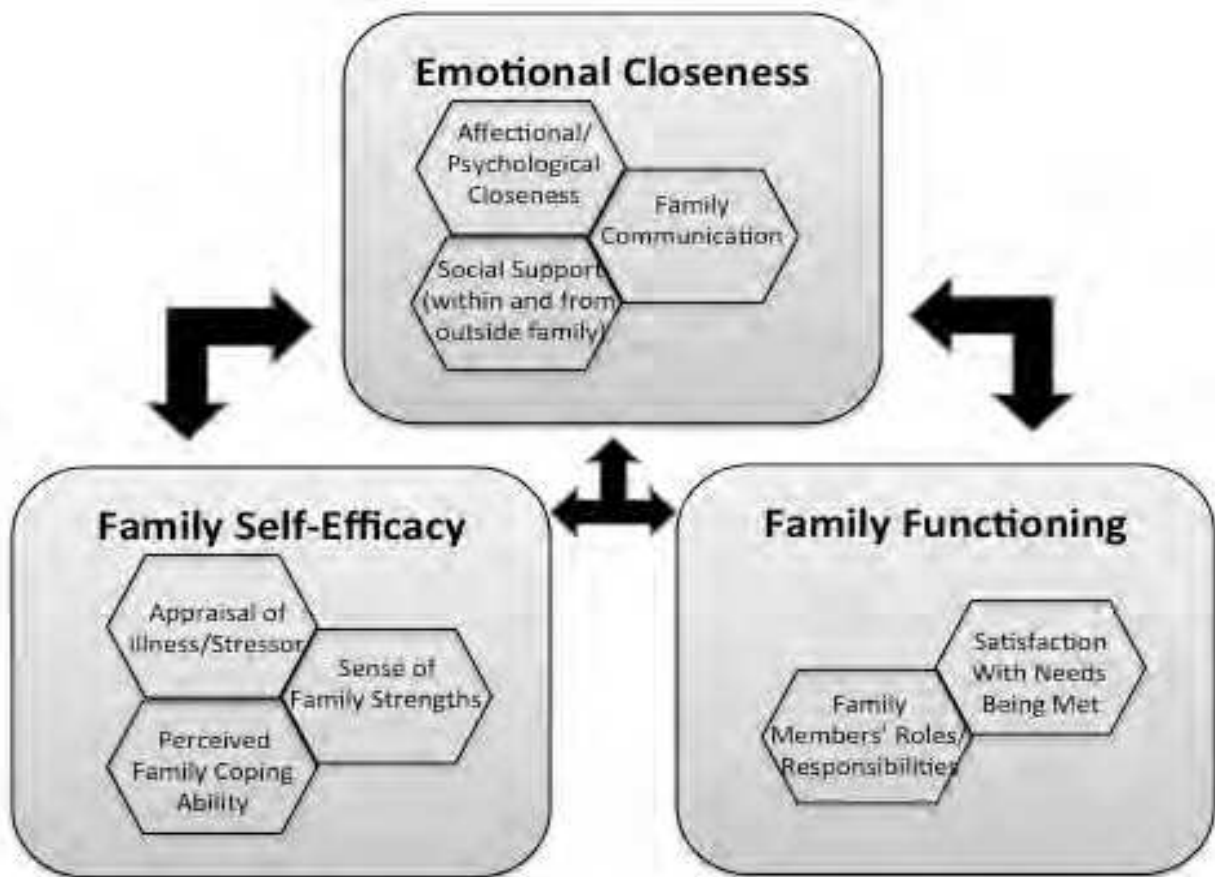 Emotional Closeness
Affectional/
Psychological
Closeness
Family
Communication
Social Support
(within and from
outside family)
Family Self-Efficacy
Appraisal of
Illness/Stressor
Sense of
Family Strengths
Perceived
Family Coping
Ability
Family Functioning
Satisfaction
With Needs
Being Met
Family
Members' Roles/
Responsibilities